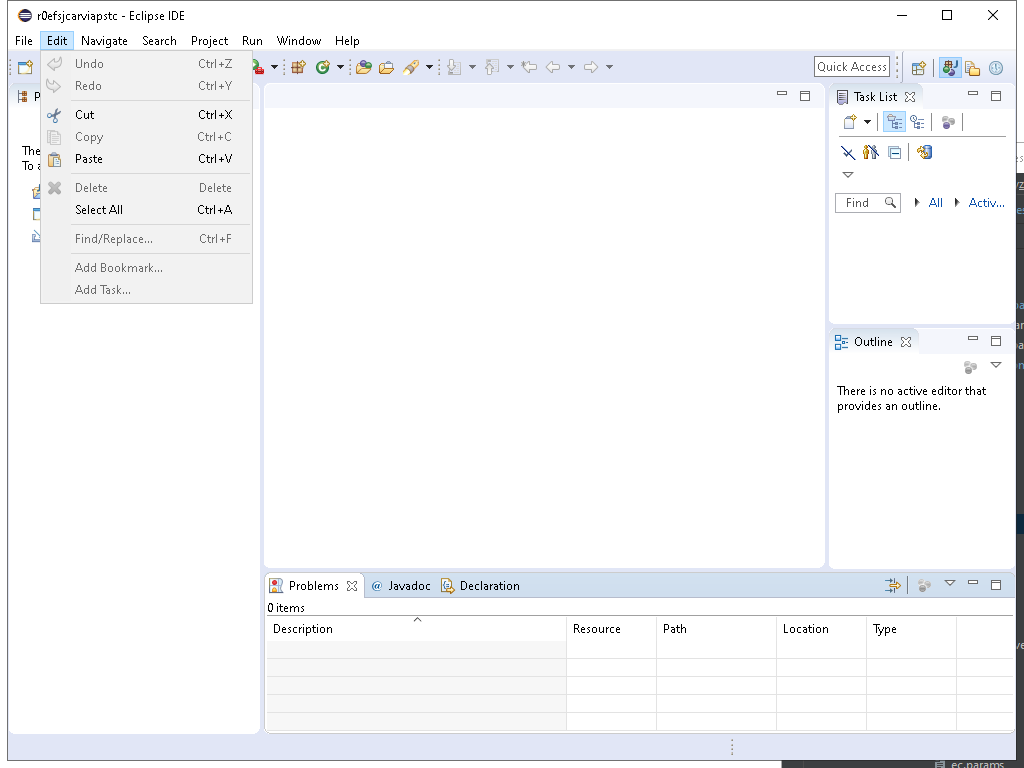 r0efsjcarviapstc - Eclipse IDE
File Edit Navigate Search Project Run Window Help
Undo Ctrl+Z
Redo Ctrl+Y
Cut Ctrl+X
Copy Ctrl+C
Paste Ctrl+V
Delete Delete
Select All Ctrl+A
Find/Replace... Ctrl+F
Add Bookmark...
Add Task...
Quick Access
P
The
To a
Task List
Find All Activ...
Outline
There is no active editor that
provides an outline.
Problems @ Javadoc Declaration
0 items
Description Resource Path Location Type
ec.params